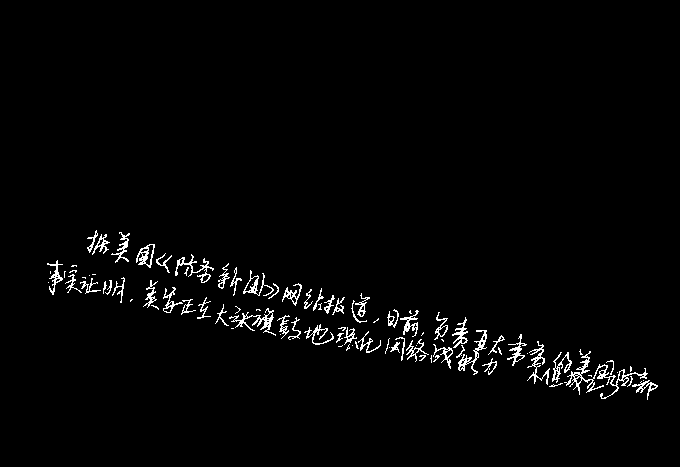 据美国《防务新闻》网站报道,目前,负责亚太事务的美国防部
事实证明,美军正在大张旗鼓地强化网络战能力